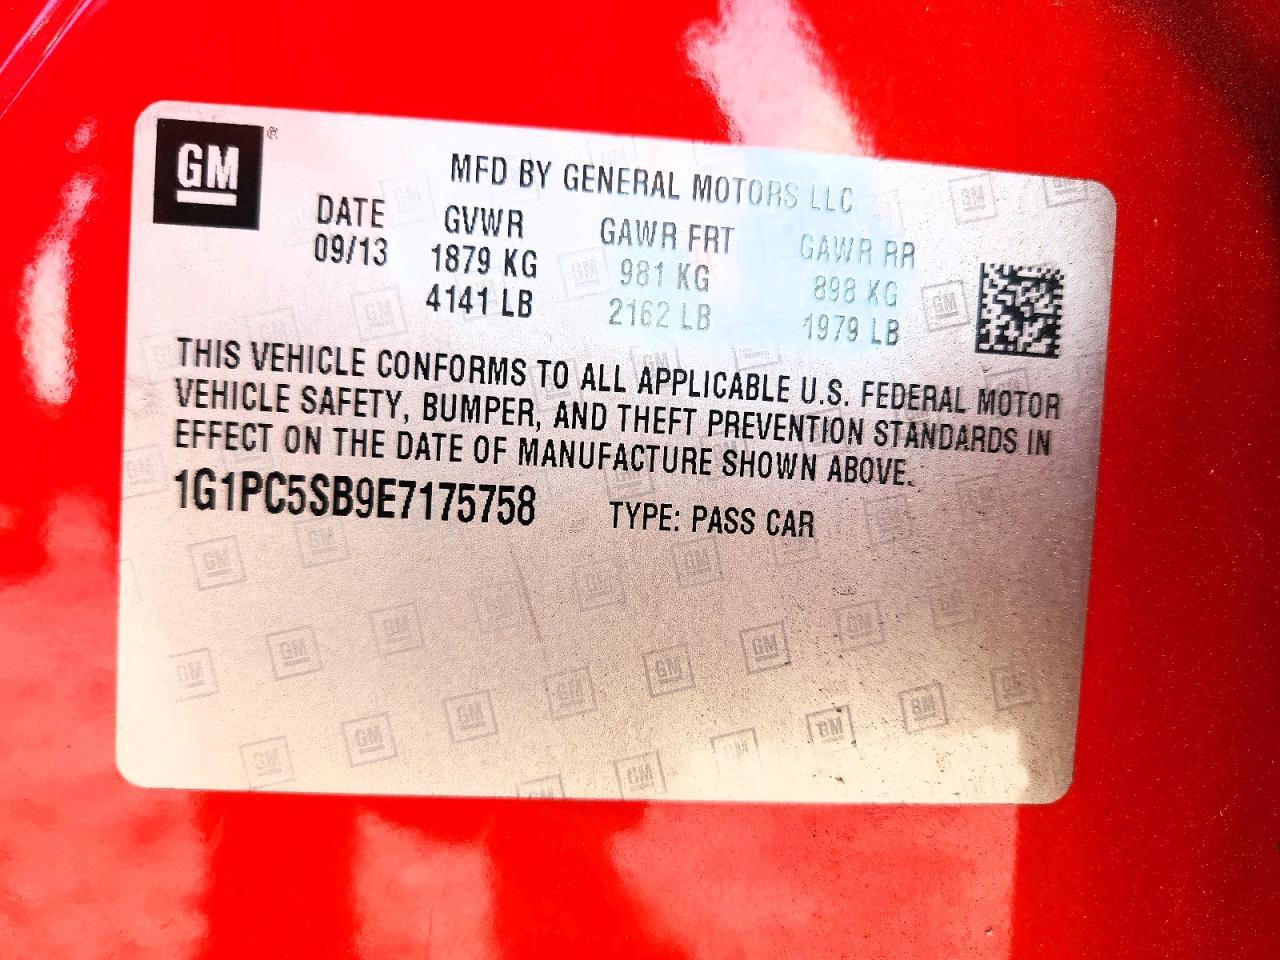 GM®
MFD BY GENERAL MOTORS LLC
DATE GVWR GAWR FRT GAWR RR
09/13 1879 KG 981 KG 898 KG
4141 LB 2162 LB 1979 LB
THIS VEHICLE CONFORMS TO ALL APPLICABLE U.S. FEDERAL MOTOR
VEHICLE SAFETY, BUMPER, AND THEFT PREVENTION STANDARDS IN
EFFECT ON THE DATE OF MANUFACTURE SHOWN ABOVE.
1G1PC5SB9E7175758 TYPE: PASS CAR